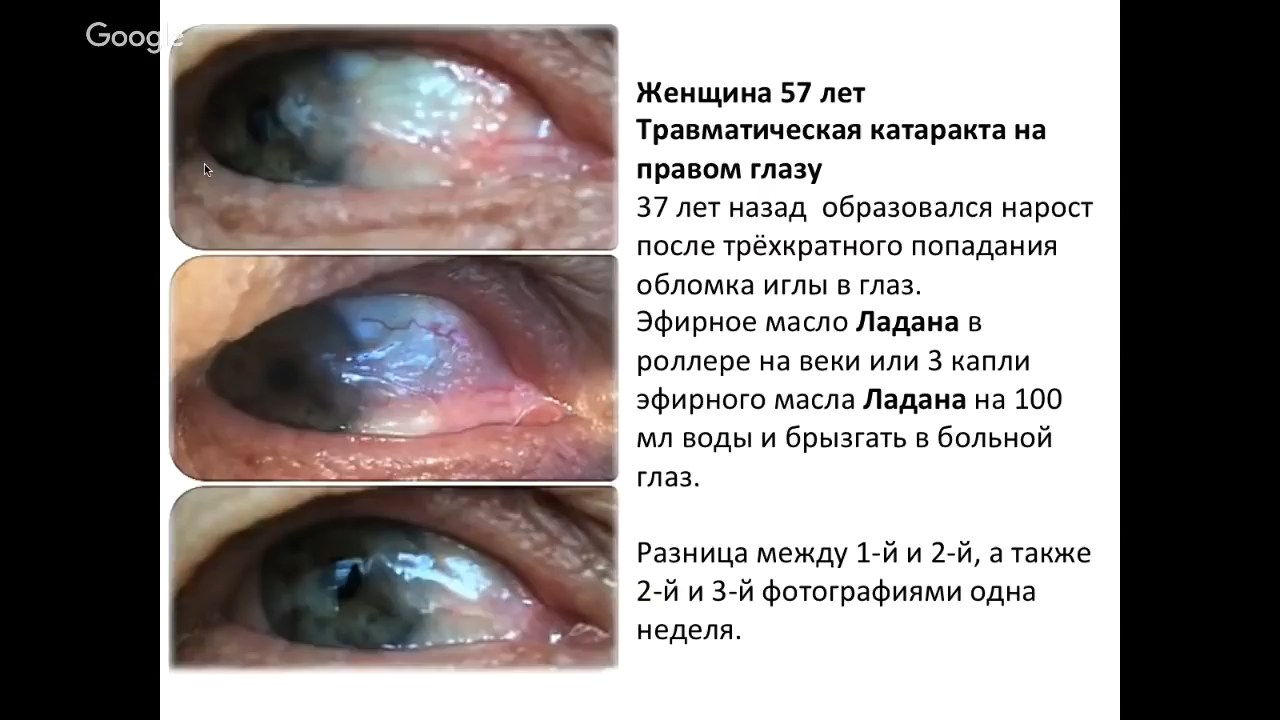 Google
Женщина 57 лет
Травматическая катаракта на
правом глазу
37 лет назад  образовался нарост
после трёхкратного попадания
обломка иглы в глаз.
Эфирное масло Ладана в
роллере на веки или 3 капли
эфирного масла Ладана на 100
мл воды и брызгать в больной
глаз.
Разница между 1-й и 2-й, а также
2-й и 3-й фотографиями одна
неделя.